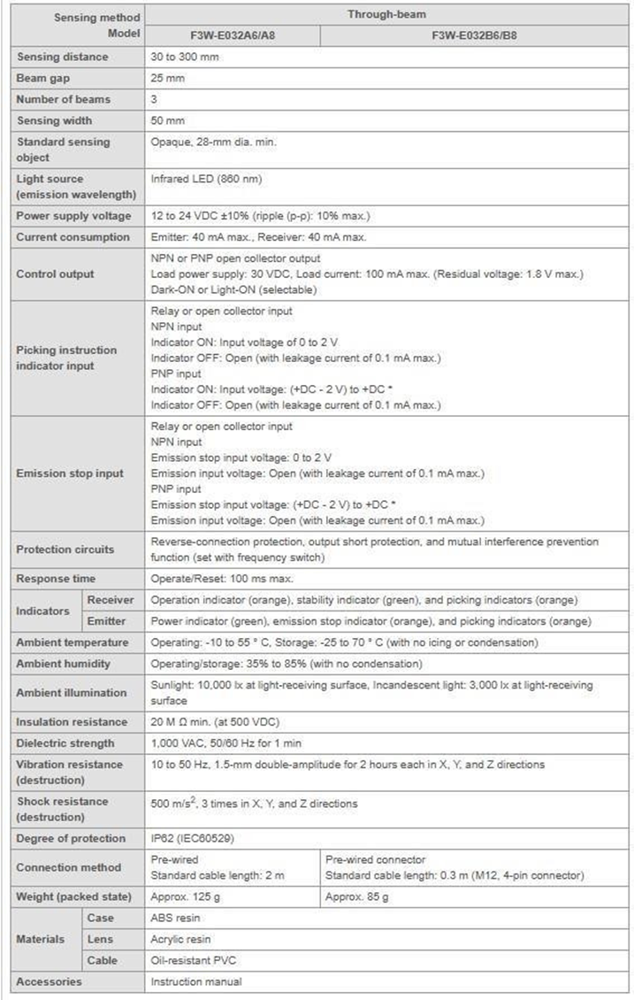 Sensing method
Model
Through-beam
F3W-E032A6/A8
F3W-E032B6/B8
Sensing distance
30 to 300 mm
Beam gap
25 mm
Number of beams
3
Sensing width
50 mm
Standard sensing
object
Opaque, 28-mm dia. min.
Light source
(emission wavelength)
Infrared LED (860 nm)
Power supply voltage
12 to 24 VDC ±10% (ripple (p-p): 10% max.)
Current consumption
Emitter: 40 mA max., Receiver: 40 mA max.
Control output
NPN or PNP open collector output
Load power supply: 30 VDC, Load current: 100 mA max. (Residual voltage: 1.8 V max.)
Dark-ON or Light-ON (selectable)
Picking instruction
indicator input
Relay or open collector input
NPN input
Indicator ON: Input voltage of 0 to 2 V
Indicator OFF: Open (with leakage current of 0.1 mA max.)
PNP input
Indicator ON: Input voltage: (+DC - 2 V) to +DC *
Indicator OFF: Open (with leakage current of 0.1 mA max.)
Emission stop input
Relay or open collector input
NPN input
Emission stop input voltage: 0 to 2 V
Emission input voltage: Open (with leakage current of 0.1 mA max.)
PNP input
Emission stop input voltage: (+DC - 2 V) to +DC *
Emission input voltage: Open (with leakage current of 0.1 mA max.)
Protection circuits
Reverse-connection protection, output short protection, and mutual interference prevention
function (set with frequency switch)
Response time
Operate/Reset: 100 ms max.
Indicators
Receiver
Operation indicator (orange), stability indicator (green), and picking indicators (orange)
Emitter
Power indicator (green), emission stop indicator (orange), and picking indicators (orange)
Ambient temperature
Operating: -10 to 55 ° C, Storage: -25 to 70 ° C (with no icing or condensation)
Ambient humidity
Operating/storage: 35% to 85% (with no condensation)
Ambient illumination
Sunlight: 10,000 lx at light-receiving surface, Incandescent light: 3,000 lx at light-receiving
surface
Insulation resistance
20 M Ω min. (at 500 VDC)
Dielectric strength
1,000 VAC, 50/60 Hz for 1 min
Vibration resistance
(destruction)
10 to 50 Hz, 1.5-mm double-amplitude for 2 hours each in X, Y, and Z directions
Shock resistance
(destruction)
500 m/s², 3 times in X, Y, and Z directions
Degree of protection
IP62 (IEC60529)
Connection method
Pre-wired
Standard cable length: 2 m
Pre-wired connector
Standard cable length: 0.3 m (M12, 4-pin connector)
Weight (packed state)
Approx. 125 g
Approx. 85 g
Materials
Case
ABS resin
Lens
Acrylic resin
Cable
Oil-resistant PVC
Accessories
Instruction manual